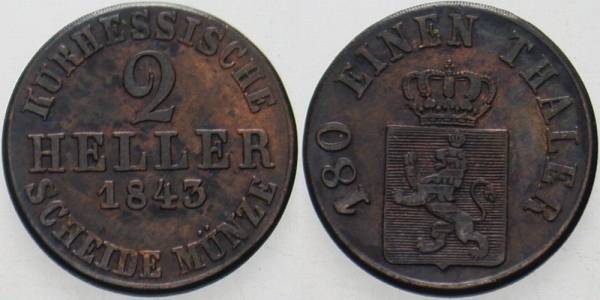 KURHESSISCHE
2
HELLER
1843
SCHEIDE MÜNZE
180 EINEN THALER